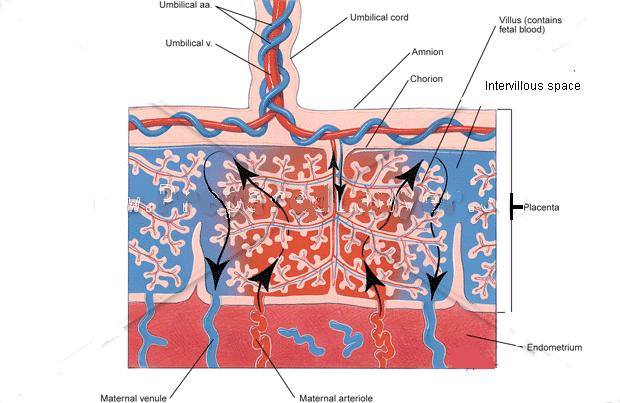 Umbilical aa.
Umbilical cord
Villus (contains
fetal blood)
Umbilical v.
Amnion
Chorion
Intervillous space
Placenta
Endometrium
Maternal venule
Maternal arteriole